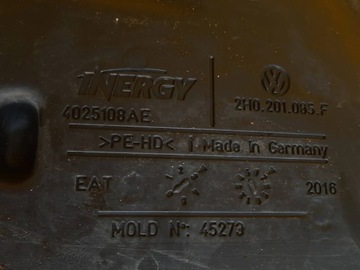 INERGY
4025108AE
2H0.201.085.F
>PE-HD< Made in Germany
EAT
2016
MOLD N°: 45273